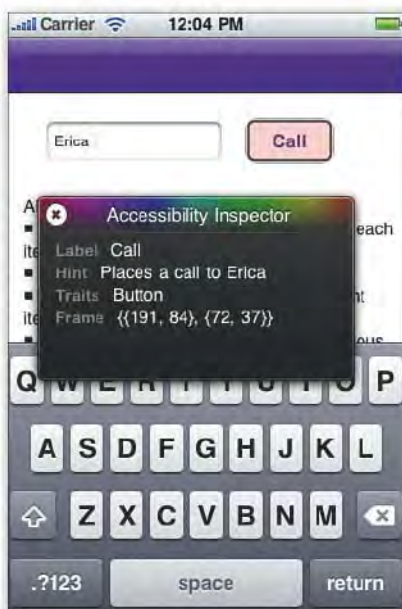 Carrier 12:04 PM
Erica Call
Accessibility Inspector
each
Label Call
Hint Places a call to Erica
Traits Button
Frame {{191, 84}, {72, 37}}
Q W E R T Y U I O P
A S D F G H J K L
Z X C V B N M
.?123 space return